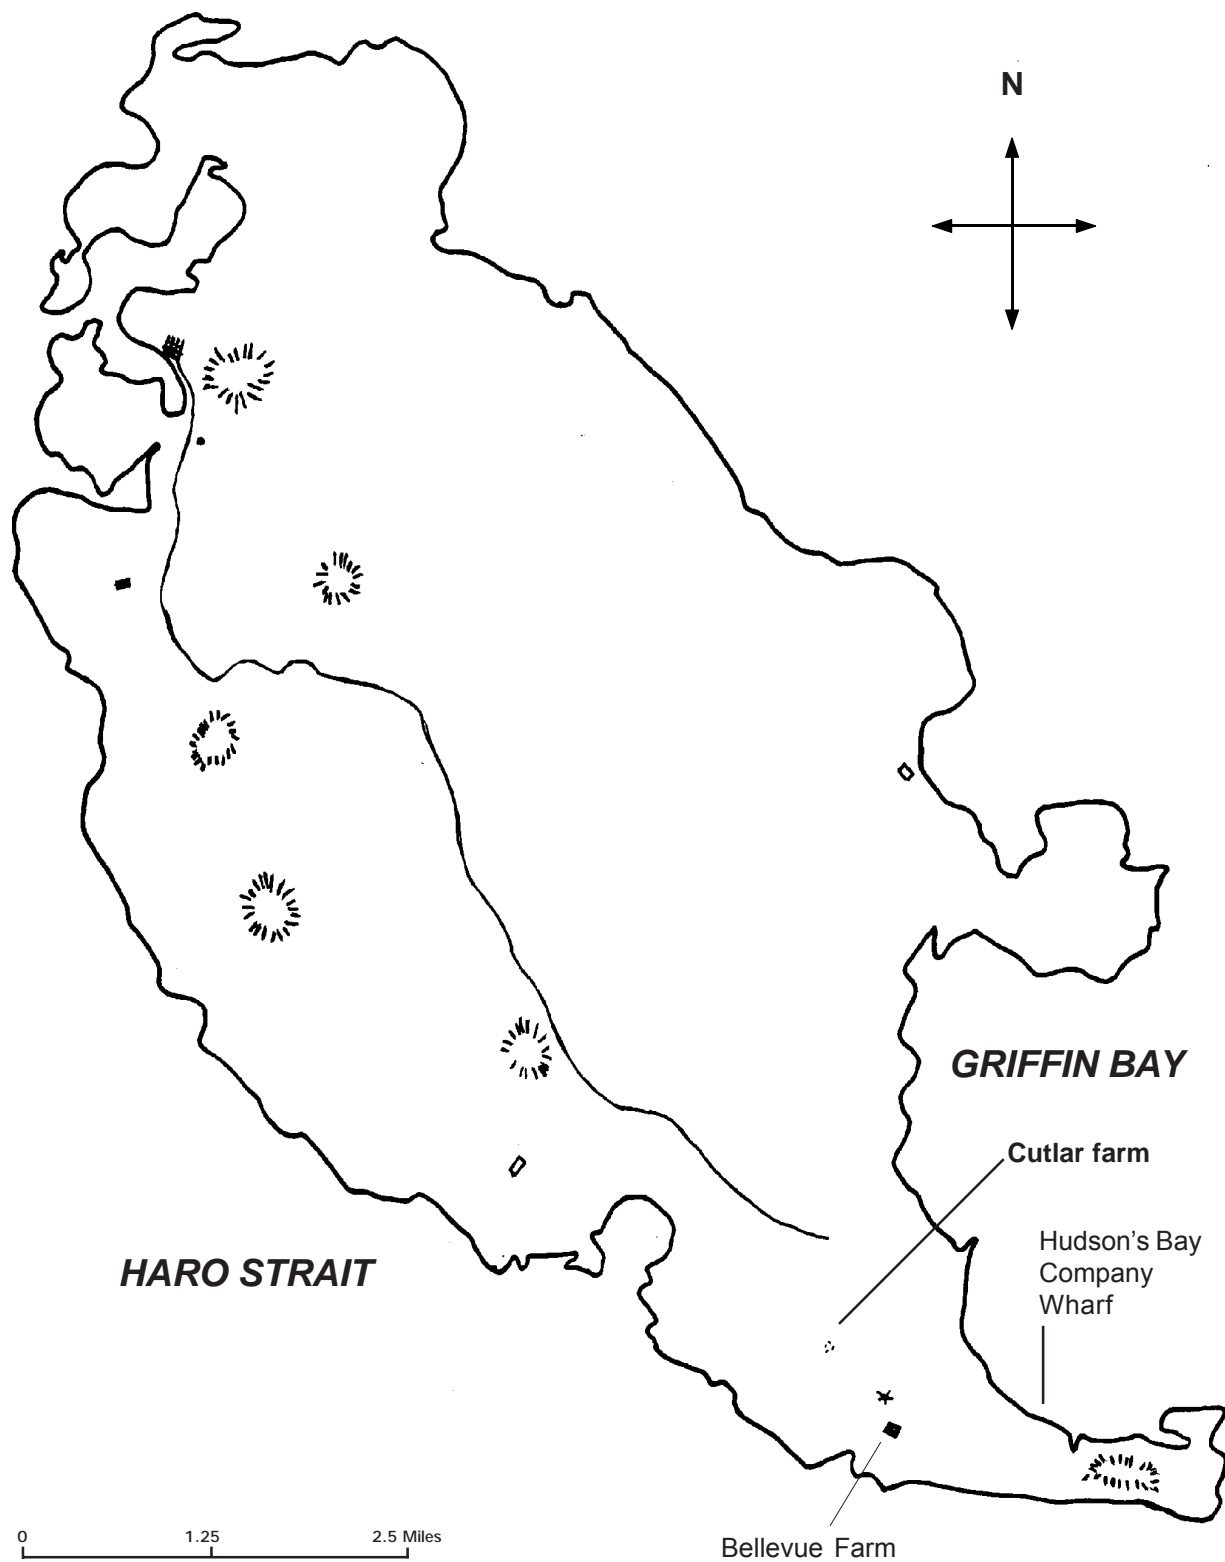 N
GRIFFIN BAY
Cutlar farm
Hudson's Bay
Company
Wharf
HARO STRAIT
Bellevue Farm
0 1.25 2.5 Miles